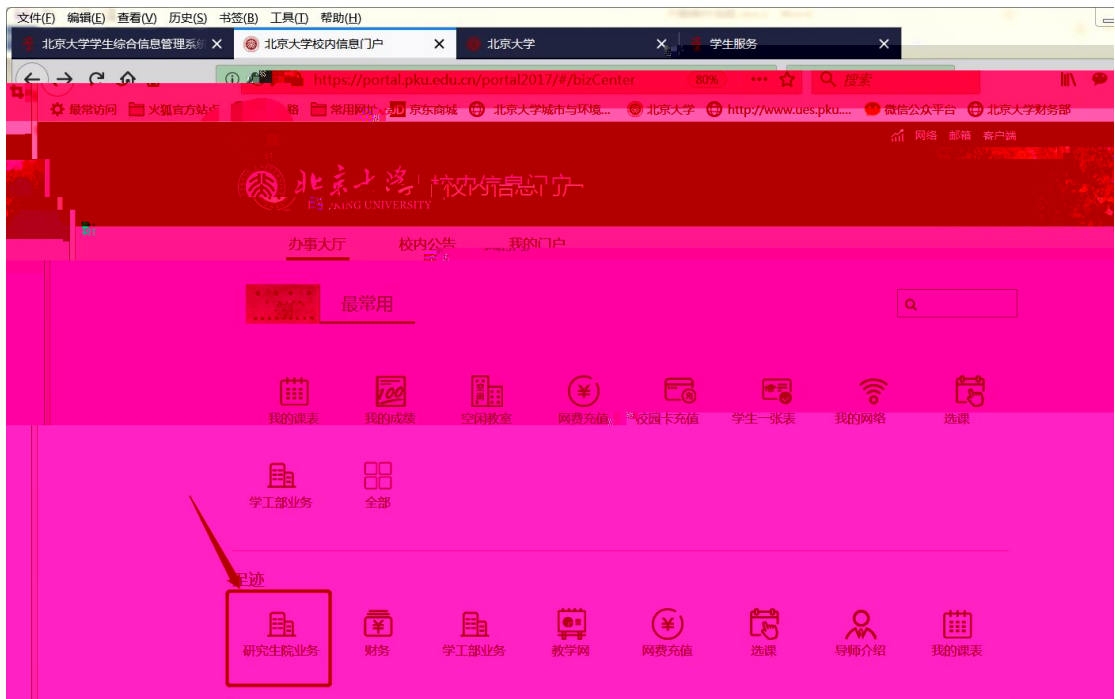 文件(F) 编辑(E) 查看(V) 历史(S) 书签(B) 工具(T) 帮助(H)
北京大学学生综合信息管理系统 北京大学校内信息门户 北京大学 学生服务
https://portal.pku.edu.cn/portal2017/#/bizCenter 80% 搜索
最常访问 火狐官方站点 常用网址 JD 京东商城 北京大学城市与环境... 北京大学 http://www.ues.pku.... 微信公众平台 北京大学财务部
网络 邮箱 客户端
北京大学 校内信息门户
PEKING UNIVERSITY
办事大厅 校内公告 我的门户
最常用
我的课表 我的成绩 空闲教室 网费充值 校园卡充值 学生一张表 我的网络 选课
学工部业务 全部
足迹
研究生院业务 财务 学工部业务 教学网 网费充值 选课 导师介绍 我的课表